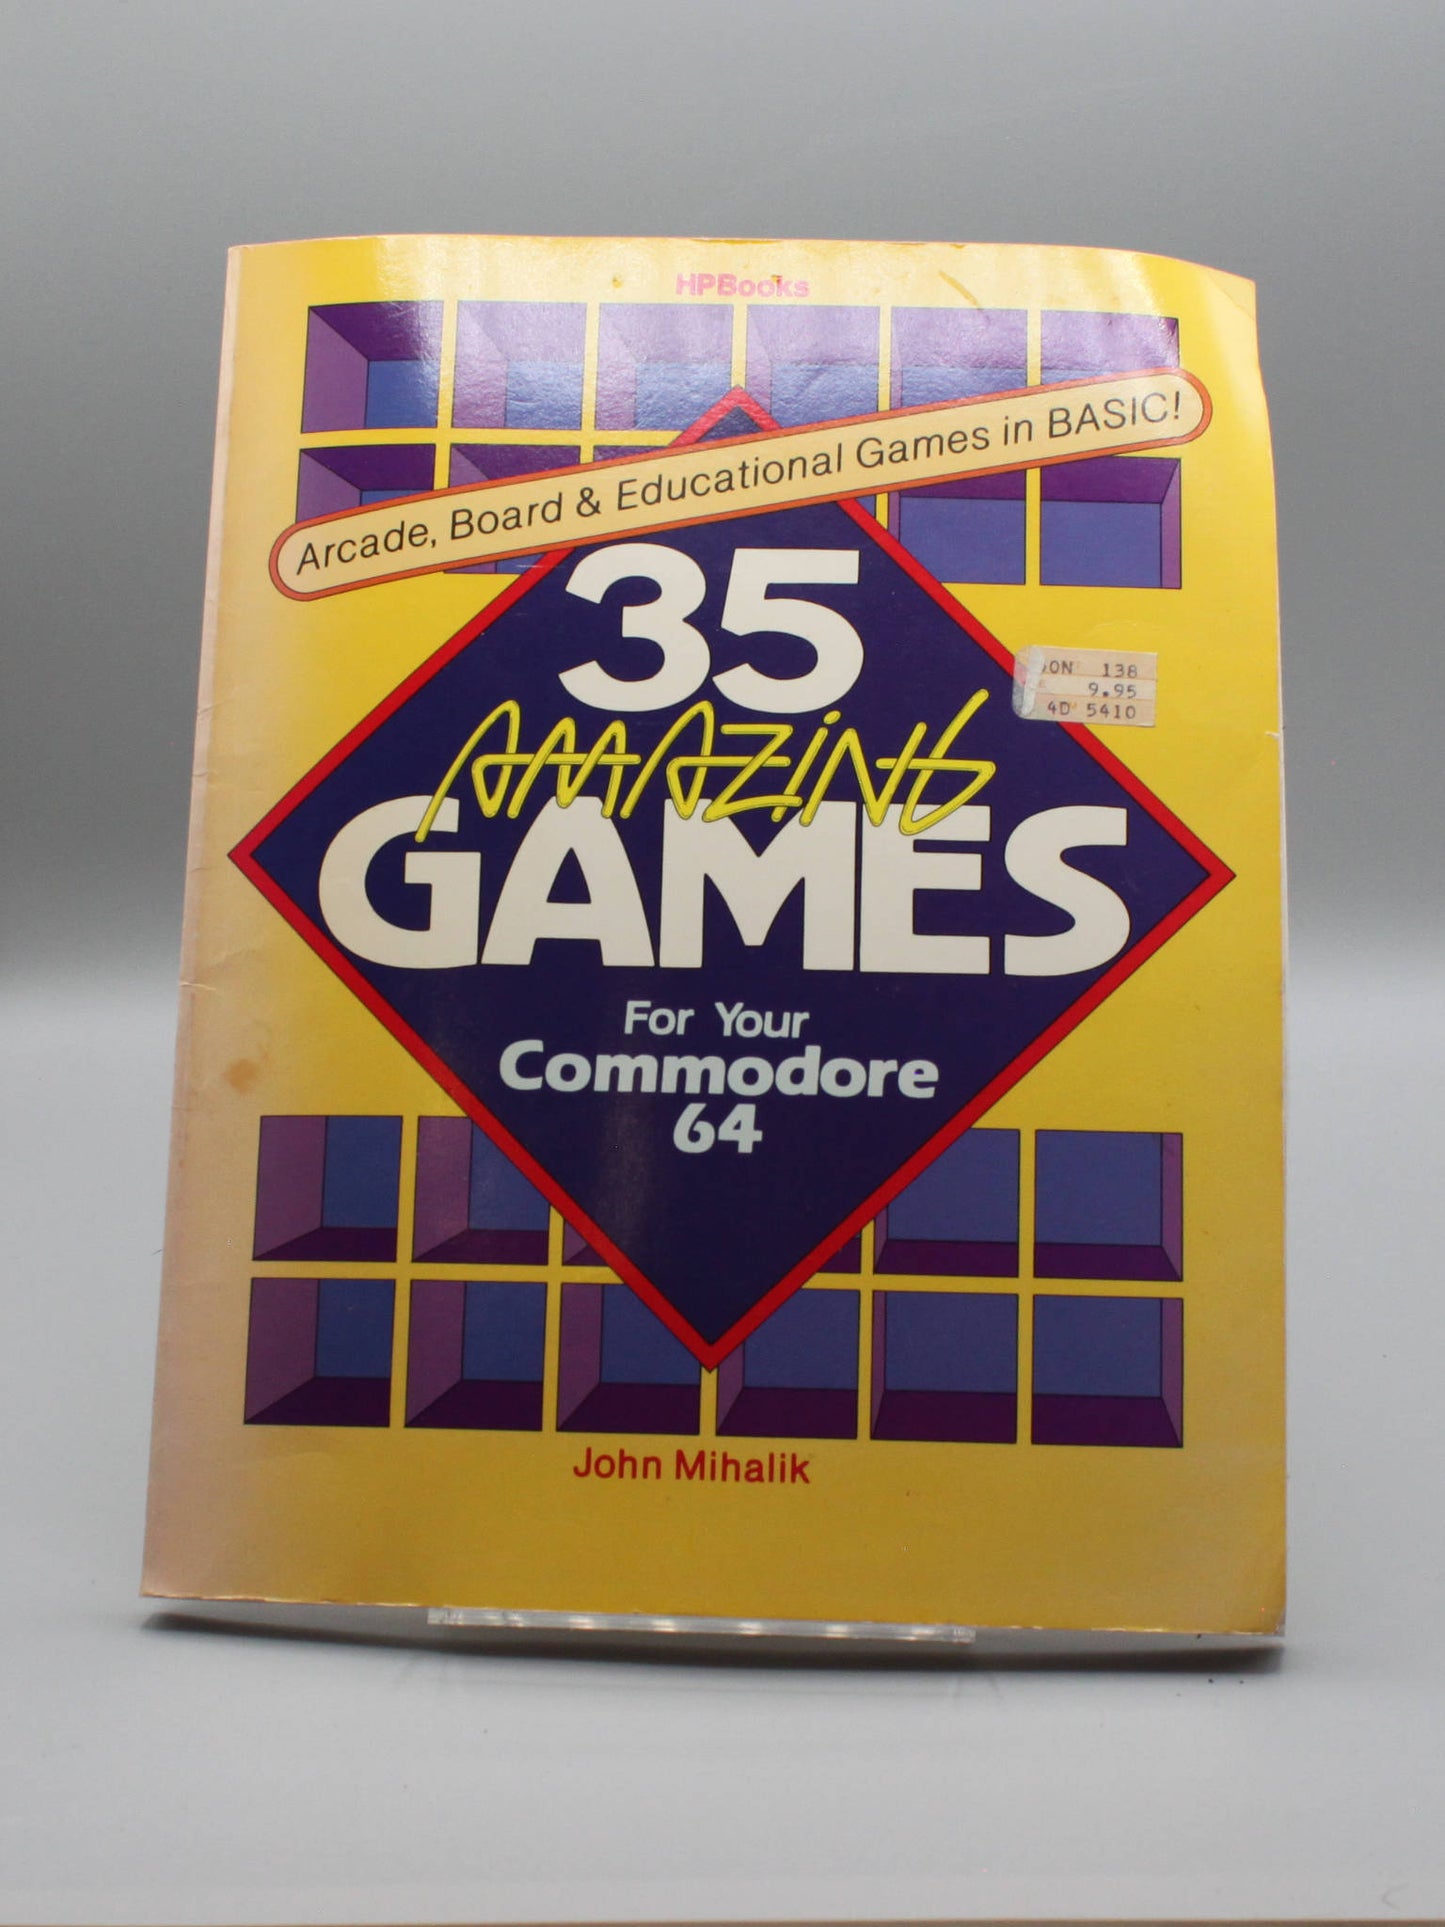 HPBooks
Arcade, Board & Educational Games in BASIC!
35
AMAZING
GAMES
For Your
Commodore
64
138
9.95
4D 5410
John Mihalik